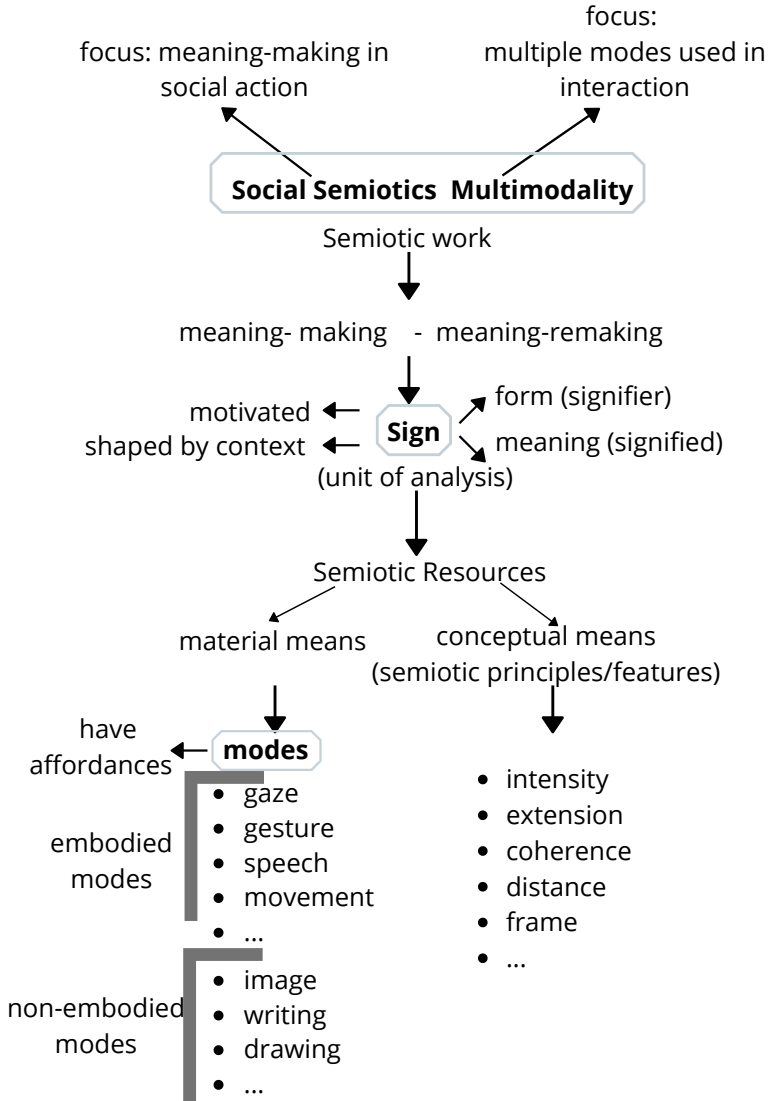 focus: meaning-making in
social action
focus:
multiple modes used in
interaction
Social Semiotics Multimodality
Semiotic work
meaning- making - meaning-remaking
motivated
shaped by context
Sign
form (signifier)
meaning (signified)
(unit of analysis)
Semiotic Resources
material means
conceptual means
(semiotic principles/features)
have
affordances
modes
embodied
modes
• gaze
• gesture
• speech
• movement
• ...
non-embodied
modes
• image
• writing
• drawing
• ...
• intensity
• extension
• coherence
• distance
• frame
• ...